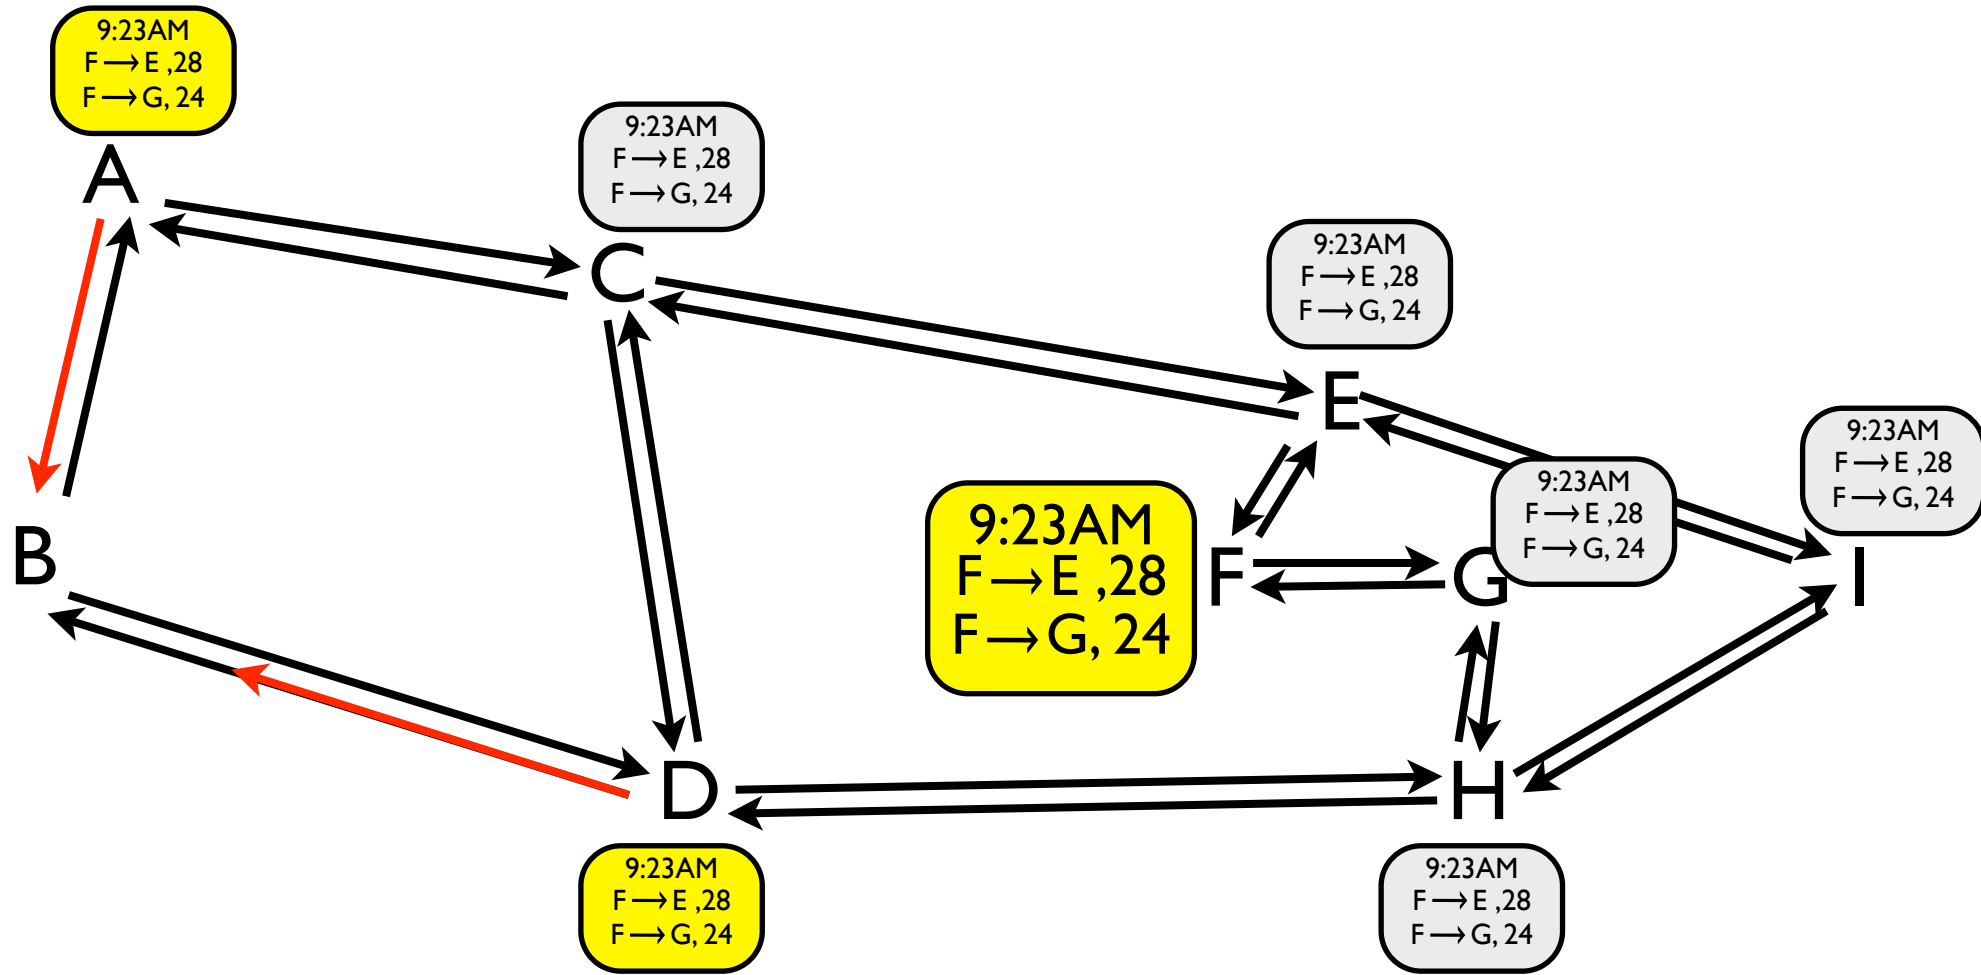 9:23AM
F→E ,28
F→G, 24
A
9:23AM
F→E ,28
F→G, 24
C
9:23AM
F→E ,28
F→G, 24
E
9:23AM
F→E ,28
F→G, 24
I
9:23AM
F→E ,28
F→G, 24
G
9:23AM
F→E ,28
F→G, 24
F
B
D
9:23AM
F→E ,28
F→G, 24
H
9:23AM
F→E ,28
F→G, 24